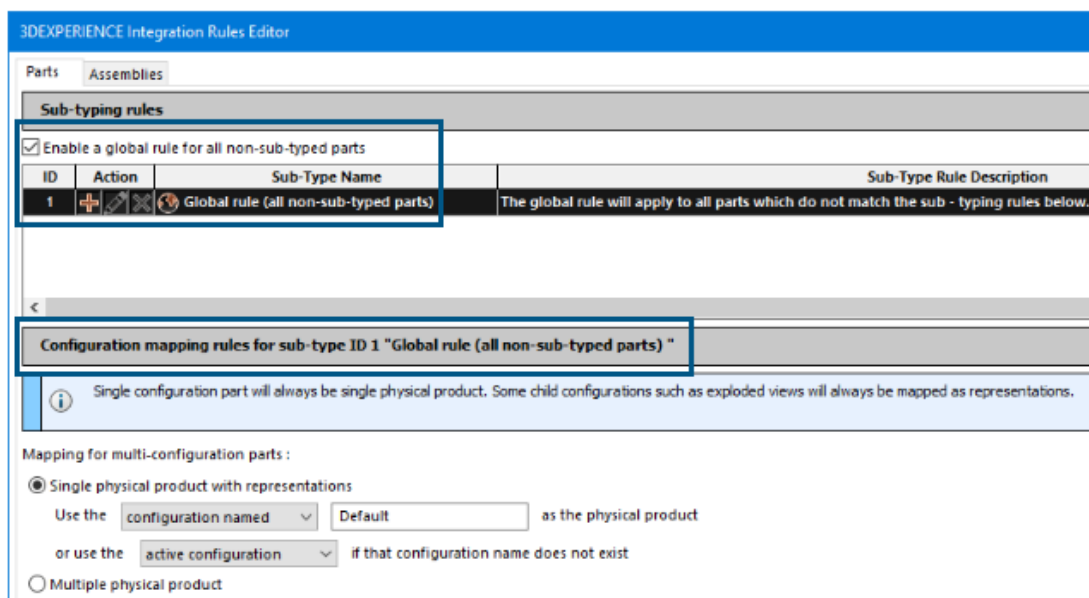 3DEXPERIENCE Integration Rules Editor
Parts Assemblies
Sub-typing rules
Enable a global rule for all non-sub-typed parts
ID Action Sub-Type Name Sub-Type Rule Description
1 Global rule (all non-sub-typed parts) The global rule will apply to all parts which do not match the sub - typing rules below.
Configuration mapping rules for sub-type ID 1 "Global rule (all non-sub-typed parts) "
Single configuration part will always be single physical product. Some child configurations such as exploded views will always be mapped as representations.
Mapping for multi-configuration parts :
Single physical product with representations
Use the configuration named Default as the physical product
or use the active configuration if that configuration name does not exist
Multiple physical product